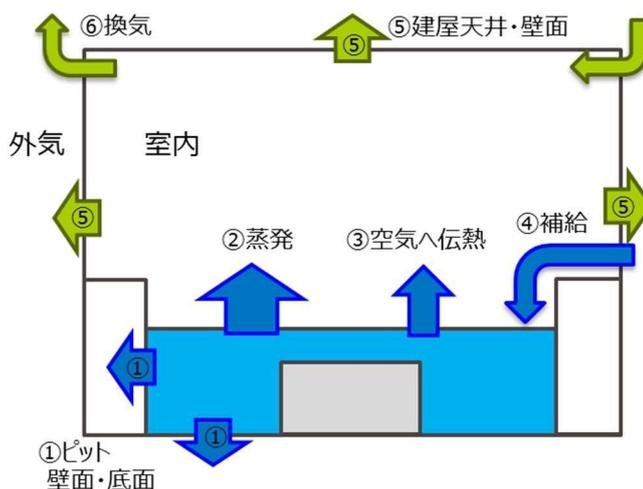 ⑥換気
⑤
⑤建屋天井・壁面
外気
室内
⑤
⑤
②蒸発
③空気へ伝熱
④補給
①
①
①ピット
壁面・底面